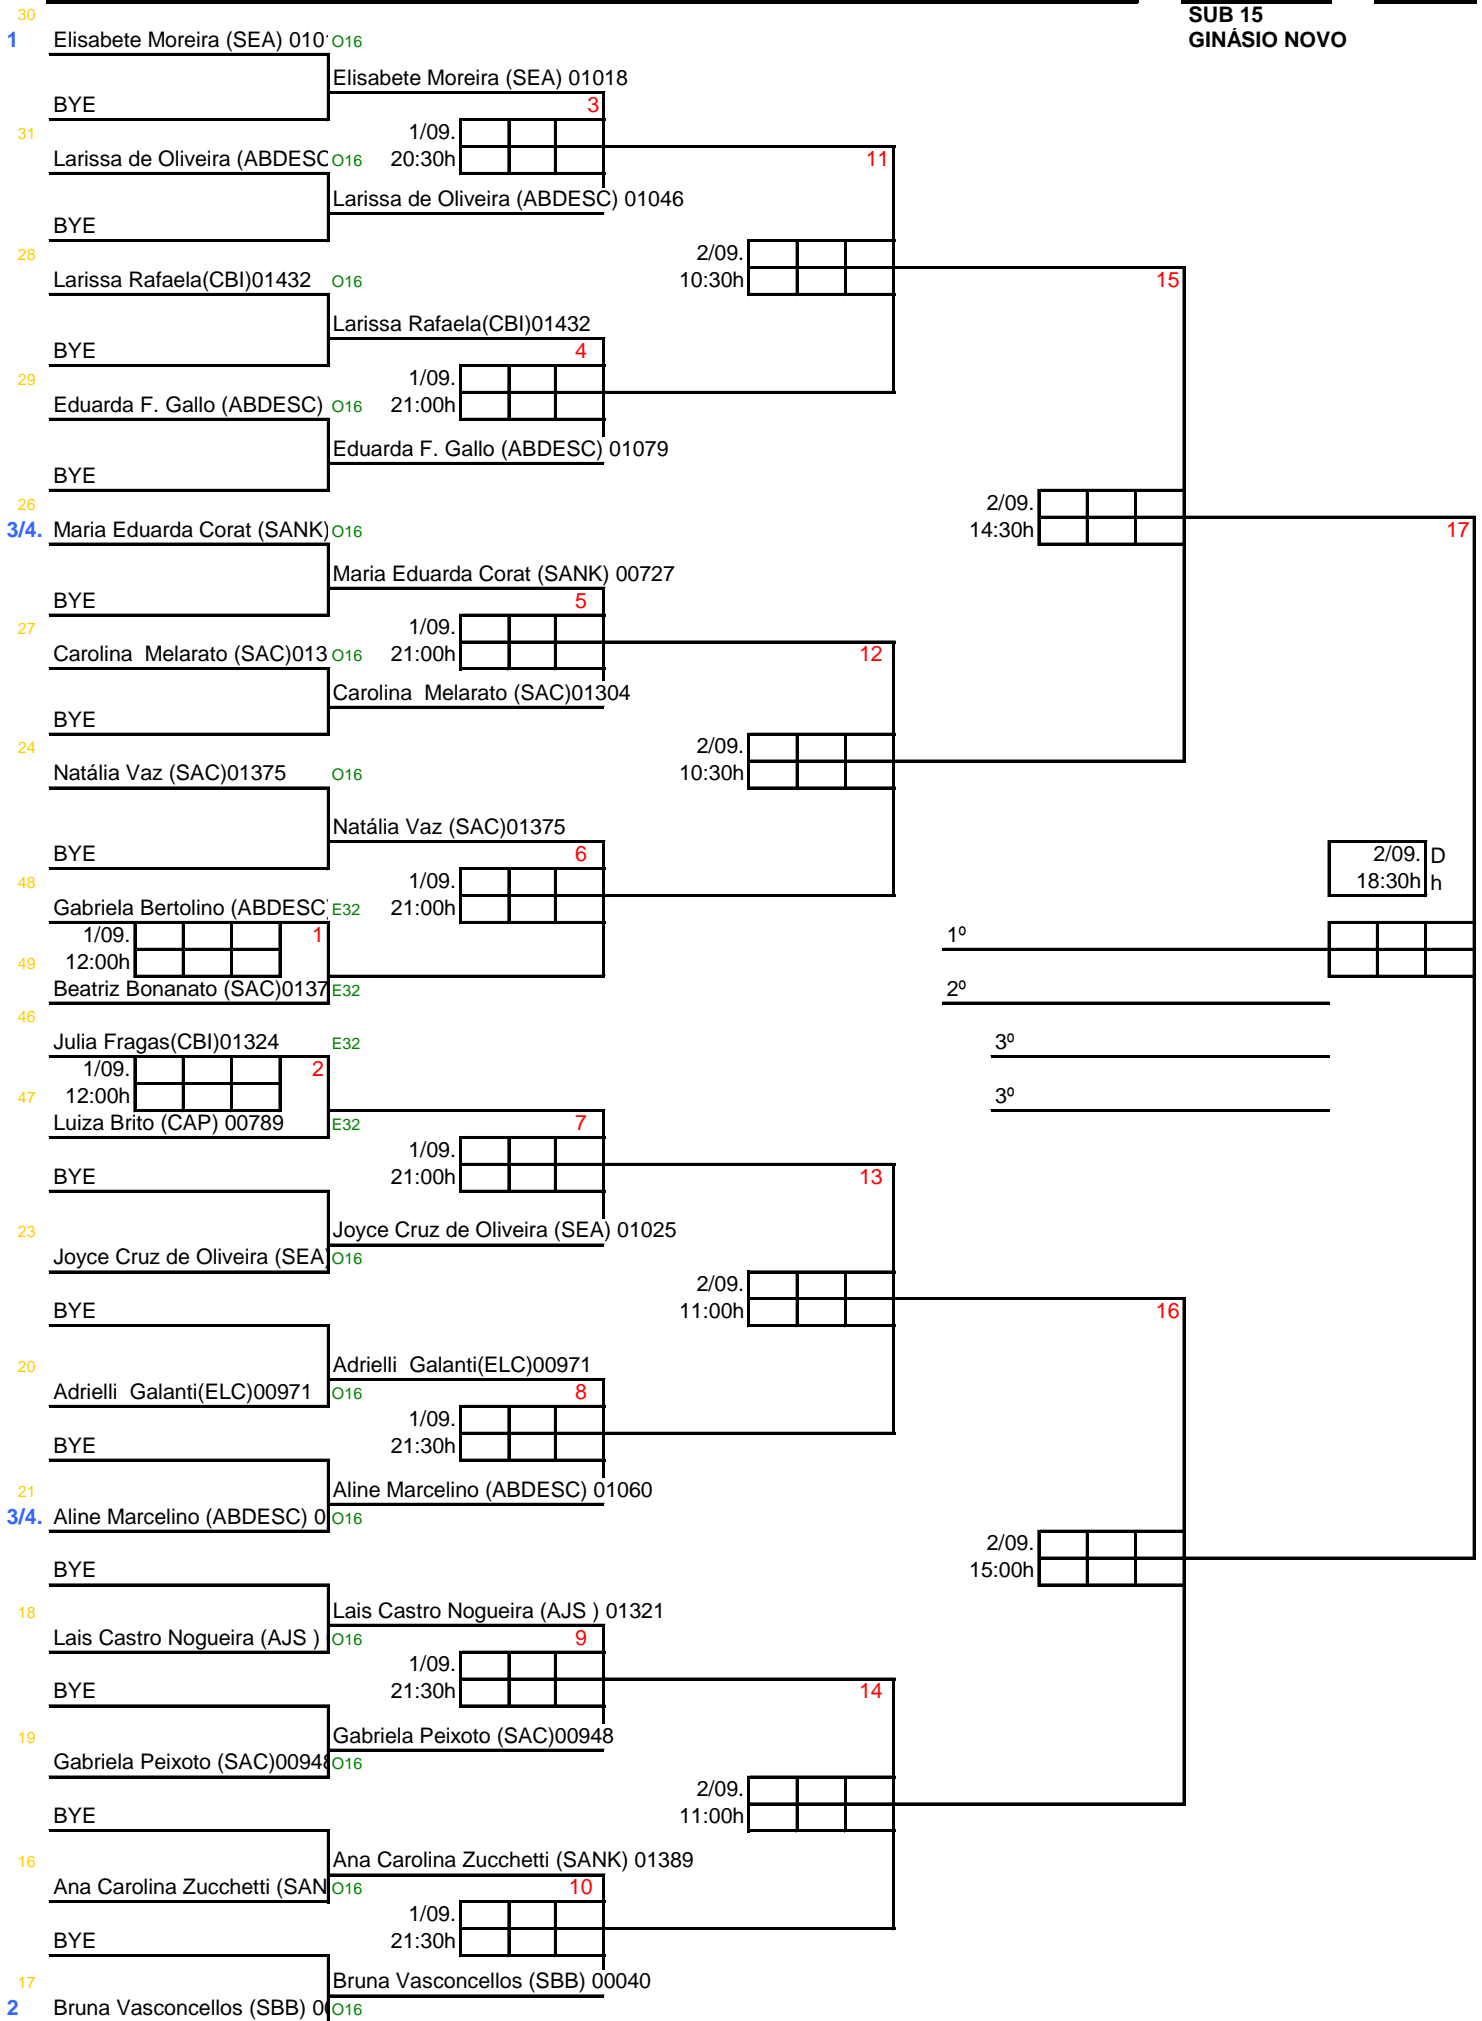 30
SUB 15
1 Elisabete Moreira (SEA) 010 O16
GINÁSIO NOVO
Elisabete Moreira (SEA) 01018
BYE
3
31
1/09.
Larissa de Oliveira (ABDESC O16
20:30h
11
Larissa de Oliveira (ABDESC) 01046
BYE
28
2/09.
Larissa Rafaela(CBI)01432 O16
10:30h
15
Larissa Rafaela(CBI)01432
BYE
4
29
1/09.
Eduarda F. Gallo (ABDESC) O16
21:00h
Eduarda F. Gallo (ABDESC) 01079
BYE
26
2/09.
3/4. Maria Eduarda Corat (SANK) O16
14:30h
17
Maria Eduarda Corat (SANK) 00727
BYE
5
27
1/09.
Carolina  Melarato (SAC)013 O16
21:00h
12
Carolina  Melarato (SAC)01304
BYE
24
2/09.
Natália Vaz (SAC)01375 O16
10:30h
Natália Vaz (SAC)01375
BYE
6
2/09. D
48
1/09.
18:30h h
Gabriela Bertolino (ABDESC) E32
21:00h
1/09.
1
1º
49
12:00h
Beatriz Bonanato (SAC)0137 E32
2º
46
Julia Fragas(CBI)01324 E32
3º
1/09.
2
47
12:00h
3º
Luiza Brito (CAP) 00789 E32
7
1/09.
BYE
21:00h
13
23
Joyce Cruz de Oliveira (SEA) 01025
Joyce Cruz de Oliveira (SEA) O16
2/09.
BYE
11:00h
16
20
Adrielli  Galanti(ELC)00971
Adrielli  Galanti(ELC)00971 O16
8
1/09.
BYE
21:30h
21
Aline Marcelino (ABDESC) 01060
3/4. Aline Marcelino (ABDESC) 0 O16
2/09.
BYE
15:00h
18
Lais Castro Nogueira (AJS ) 01321
Lais Castro Nogueira (AJS ) O16
9
1/09.
BYE
21:30h
14
19
Gabriela Peixoto (SAC)00948
Gabriela Peixoto (SAC)00948 O16
2/09.
BYE
11:00h
16
Ana Carolina Zucchetti (SANK) 01389
Ana Carolina Zucchetti (SAN O16
10
1/09.
BYE
21:30h
17
Bruna Vasconcellos (SBB) 00040
2 Bruna Vasconcellos (SBB) 00 O16